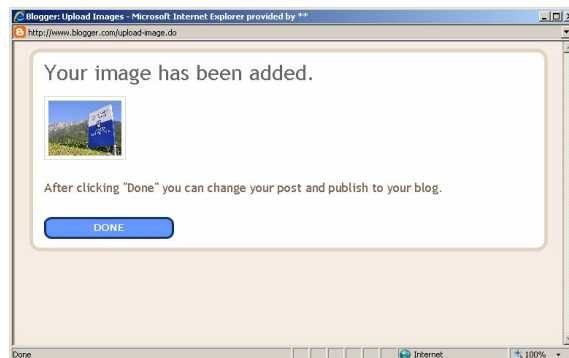 Blogger: Upload Images - Microsoft Internet Explorer provided by **
http://www.blogger.com/upload-image.do
Your image has been added.
After clicking "Done" you can change your post and publish to your blog.
DONE
Done
Internet
100%